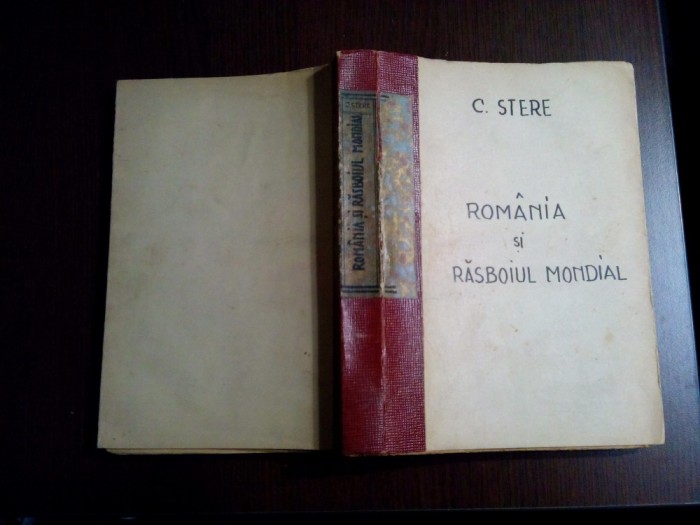 C. STERE
ROMÂNIA
și
RĂSBOIUL MONDIAL
C. STERE
ROMÂNIA și RĂSBOIUL MONDIAL